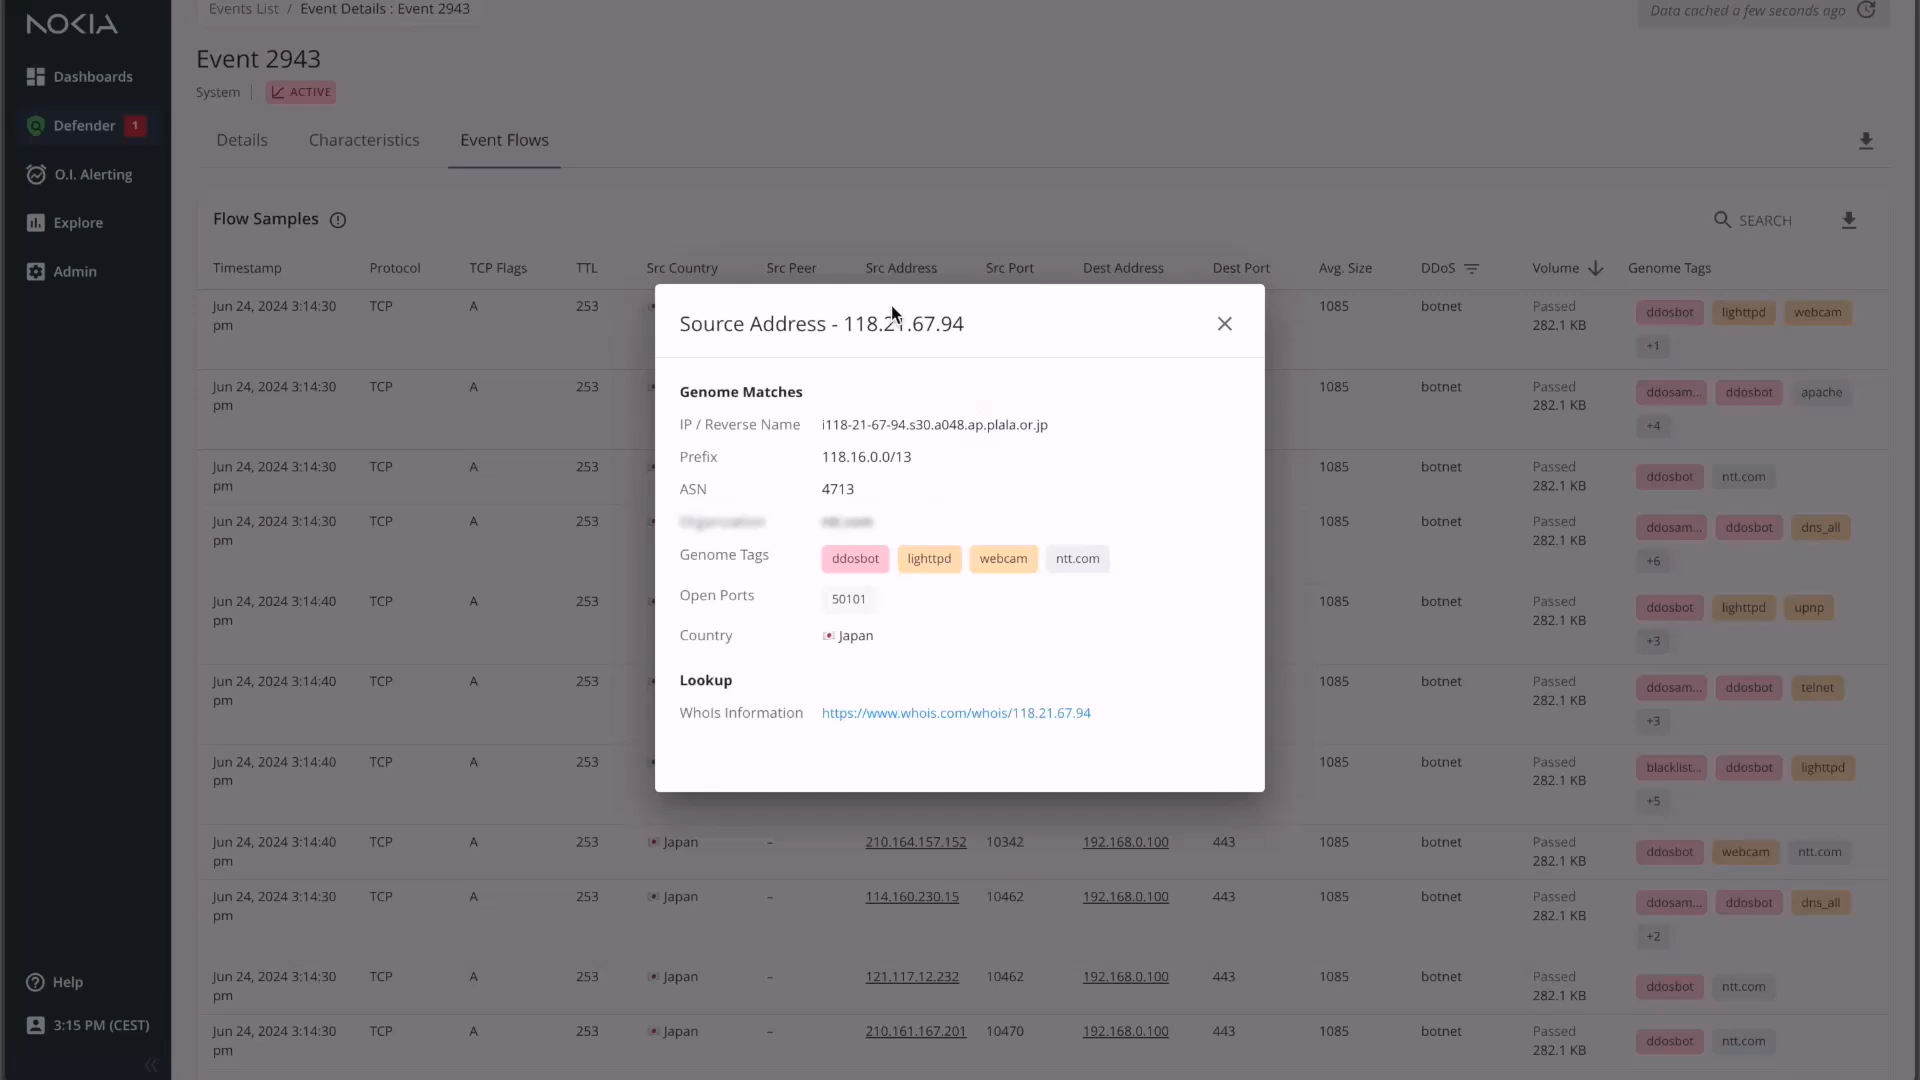 NOKIA
Dashboards
Defender 1
O.I. Alerting
Explore
Admin
Help
3:15 PM (CEST)
Events List / Event Details : Event 2943
Data cached a few seconds ago
Event 2943
System | ACTIVE
Details Characteristics Event Flows
Flow Samples
SEARCH
Timestamp Protocol TCP Flags TTL Src Country Src Peer Src Address Src Port Dest Address Dest Port Avg. Size DDoS Volume Genome Tags
Jun 24, 2024 3:14:30 pm TCP A 253 1085 botnet Passed 282.1 KB ddosbot lighttpd webcam +1
Jun 24, 2024 3:14:30 pm TCP A 253 1085 botnet Passed 282.1 KB ddosam... ddosbot apache +4
Jun 24, 2024 3:14:30 pm TCP A 253 1085 botnet Passed 282.1 KB ddosbot ntt.com
Jun 24, 2024 3:14:30 pm TCP A 253 1085 botnet Passed 282.1 KB ddosam... ddosbot dns_all +6
Jun 24, 2024 3:14:40 pm TCP A 253 1085 botnet Passed 282.1 KB ddosbot lighttpd upnp +3
Jun 24, 2024 3:14:40 pm TCP A 253 1085 botnet Passed 282.1 KB ddosam... ddosbot telnet +3
Jun 24, 2024 3:14:40 pm TCP A 253 1085 botnet Passed 282.1 KB blacklist... ddosbot lighttpd +5
Jun 24, 2024 3:14:40 pm TCP A 253 Japan – 210.164.157.152 10342 192.168.0.100 443 1085 botnet Passed 282.1 KB ddosbot webcam ntt.com
Jun 24, 2024 3:14:30 pm TCP A 253 Japan – 114.160.230.15 10462 192.168.0.100 443 1085 botnet Passed 282.1 KB ddosam... ddosbot dns_all +2
Jun 24, 2024 3:14:30 pm TCP A 253 Japan – 121.117.12.232 10462 192.168.0.100 443 1085 botnet Passed 282.1 KB ddosbot ntt.com
Jun 24, 2024 3:14:30 pm TCP A 253 Japan – 210.161.167.201 10470 192.168.0.100 443 1085 botnet Passed 282.1 KB ddosbot ntt.com
Source Address - 118.21.67.94
Genome Matches
IP / Reverse Name i118-21-67-94.s30.a048.ap.plala.or.jp
Prefix 118.16.0.0/13
ASN 4713
Genome Tags ddosbot lighttpd webcam ntt.com
Open Ports 50101
Country Japan
Lookup
WhoIs Information https://www.whois.com/whois/118.21.67.94